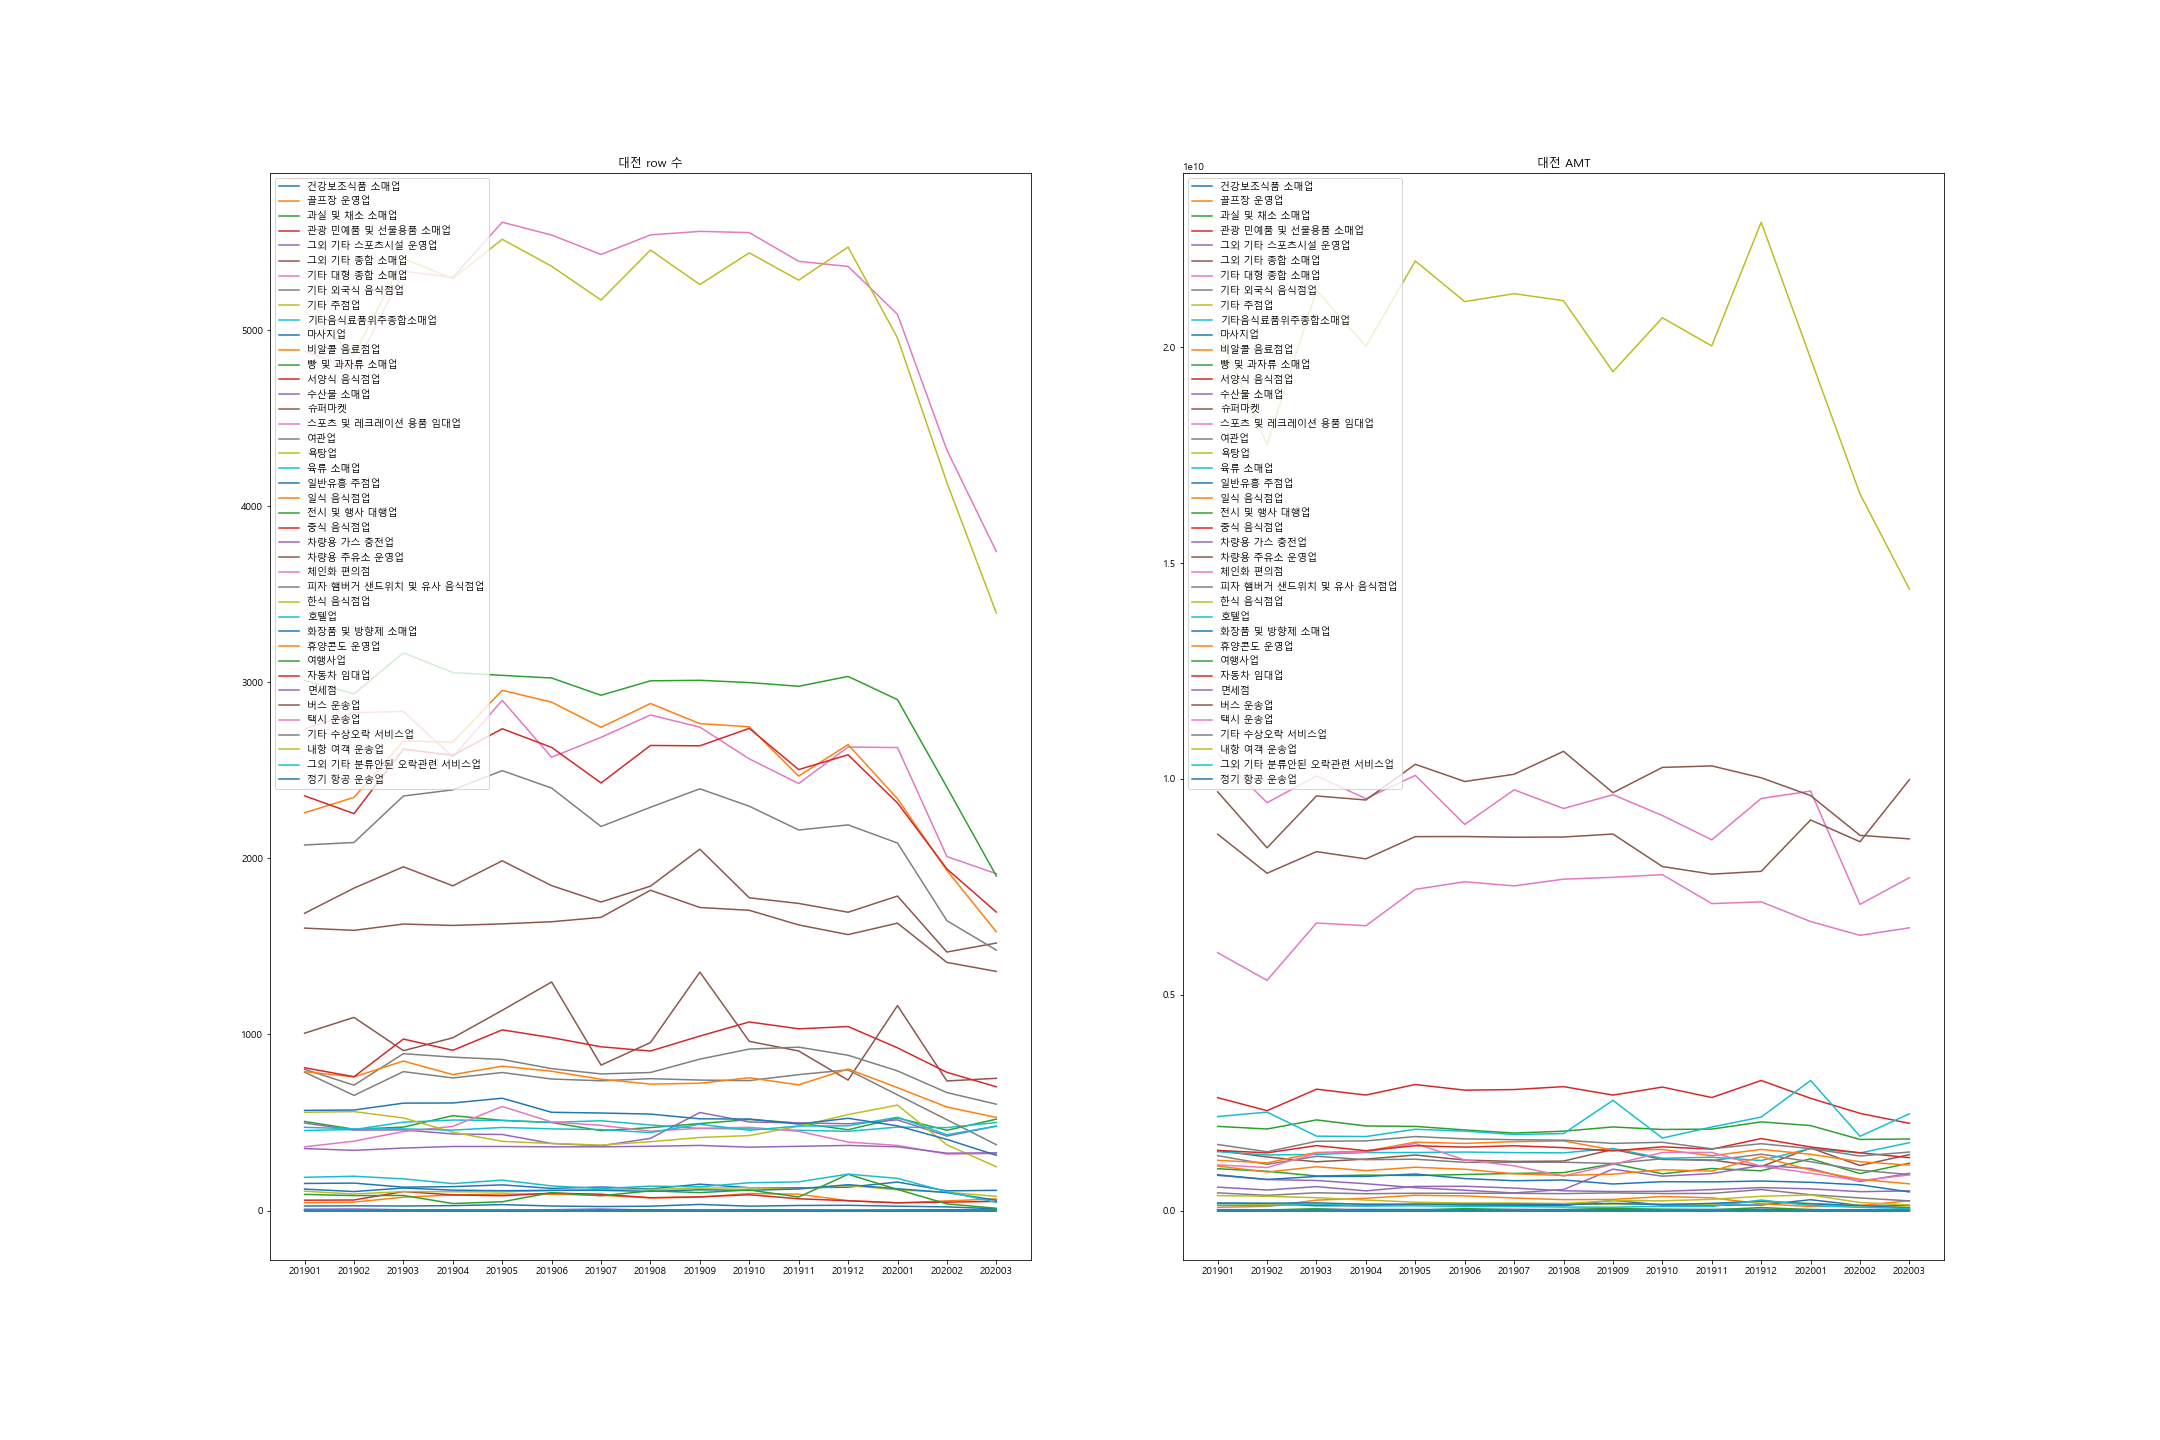 대전 row 수
건강보조식품 소매업
골프장 운영업
과실 및 채소 소매업
관광 민예품 및 선물용품 소매업
그외 기타 스포츠시설 운영업
그외 기타 종합 소매업
기타 대형 종합 소매업
기타 외국식 음식점업
기타 주점업
기타음식료품위주종합소매업
마사지업
비알콜 음료점업
빵 및 과자류 소매업
서양식 음식점업
수산물 소매업
슈퍼마켓
스포츠 및 레크레이션 용품 임대업
여관업
욕탕업
육류 소매업
일반유흥 주점업
일식 음식점업
전시 및 행사 대행업
중식 음식점업
차량용 가스 충전업
차량용 주유소 운영업
체인화 편의점
피자 햄버거 샌드위치 및 유사 음식점업
한식 음식점업
호텔업
화장품 및 방향제 소매업
휴양콘도 운영업
여행사업
자동차 임대업
면세점
버스 운송업
택시 운송업
기타 수상오락 서비스업
내항 여객 운송업
그외 기타 분류안된 오락관련 서비스업
정기 항공 운송업
5000
4000
3000
2000
1000
0
201901 201902 201903 201904 201905 201906 201907 201908 201909 201910 201911 201912 202001 202002 202003
대전 AMT
1e10
건강보조식품 소매업
골프장 운영업
과실 및 채소 소매업
관광 민예품 및 선물용품 소매업
그외 기타 스포츠시설 운영업
그외 기타 종합 소매업
기타 대형 종합 소매업
기타 외국식 음식점업
기타 주점업
기타음식료품위주종합소매업
마사지업
비알콜 음료점업
빵 및 과자류 소매업
서양식 음식점업
수산물 소매업
슈퍼마켓
스포츠 및 레크레이션 용품 임대업
여관업
욕탕업
육류 소매업
일반유흥 주점업
일식 음식점업
전시 및 행사 대행업
중식 음식점업
차량용 가스 충전업
차량용 주유소 운영업
체인화 편의점
피자 햄버거 샌드위치 및 유사 음식점업
한식 음식점업
호텔업
화장품 및 방향제 소매업
휴양콘도 운영업
여행사업
자동차 임대업
면세점
버스 운송업
택시 운송업
기타 수상오락 서비스업
내항 여객 운송업
그외 기타 분류안된 오락관련 서비스업
정기 항공 운송업
2.0
1.5
1.0
0.5
0.0
201901 201902 201903 201904 201905 201906 201907 201908 201909 201910 201911 201912 202001 202002 202003